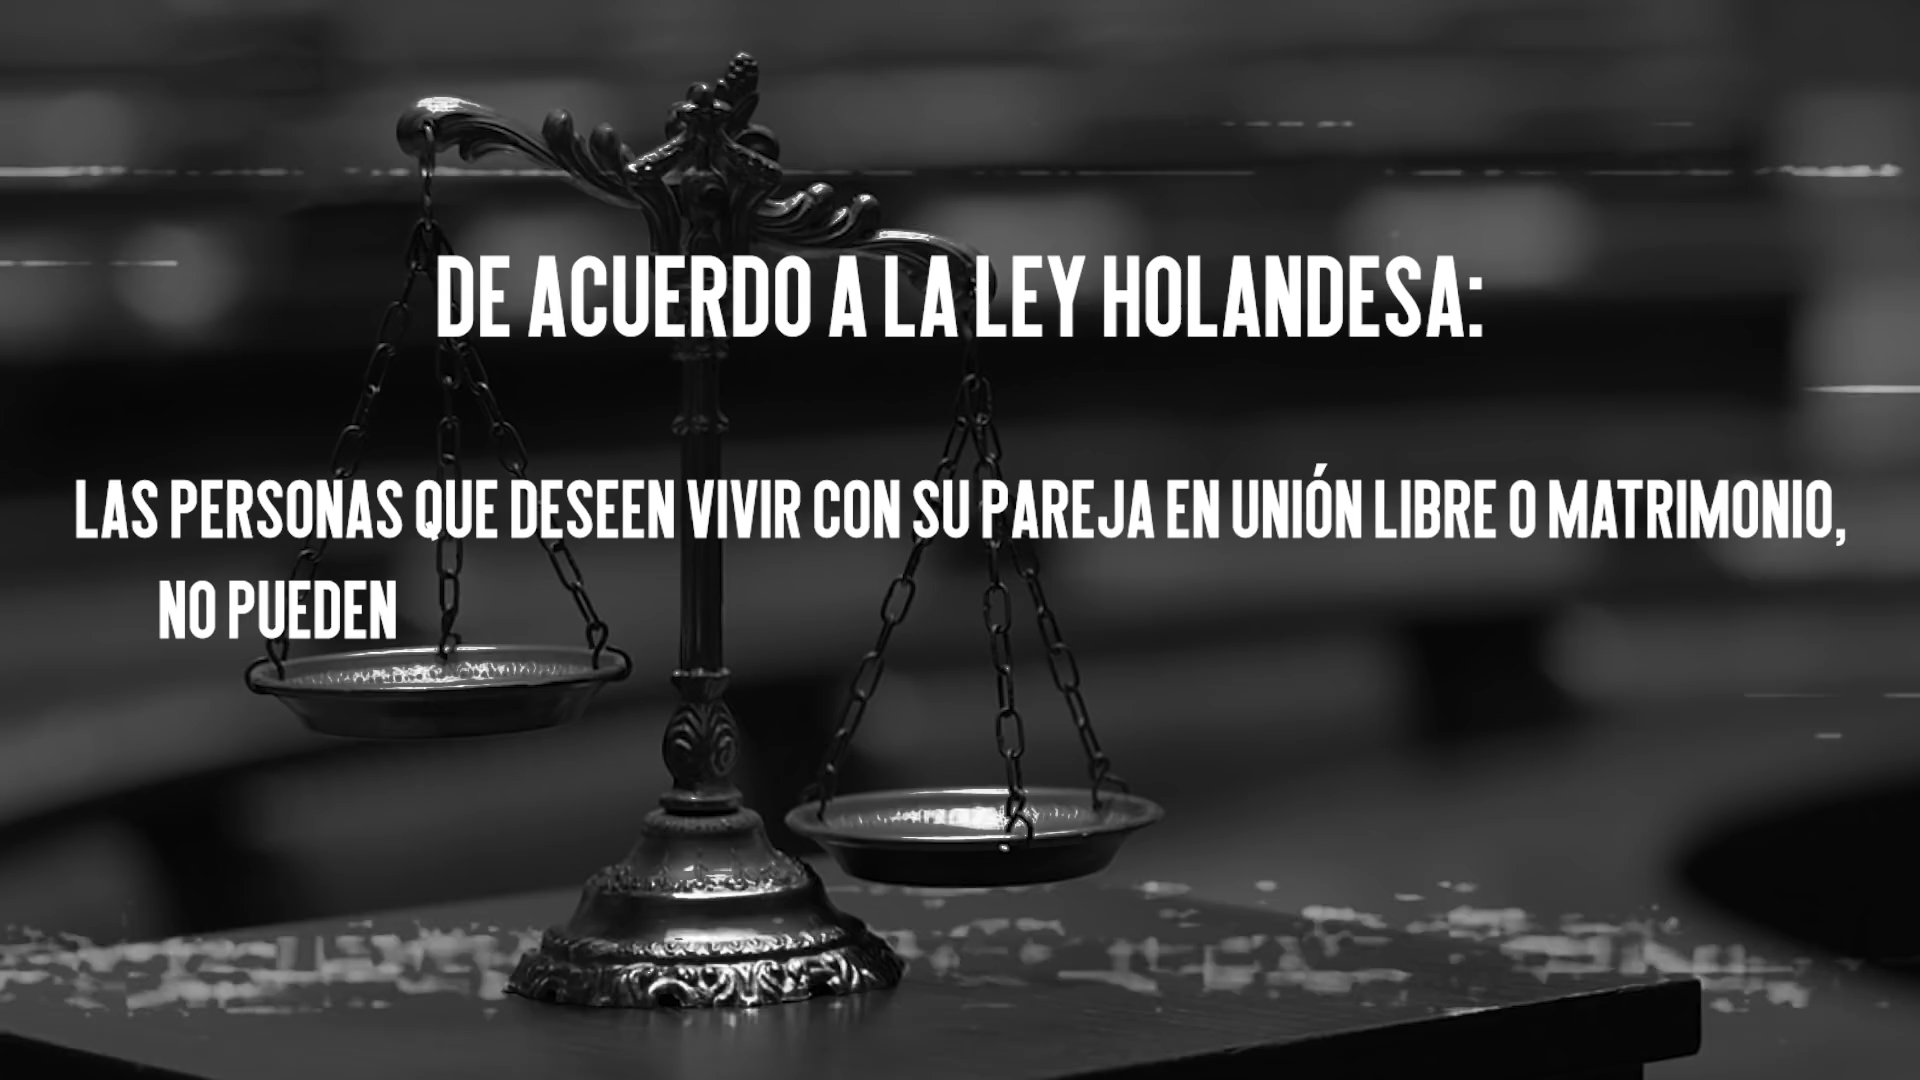 DE ACUERDO A LA LEY HOLANDESA:
LAS PERSONAS QUE DESEEN VIVIR CON SU PAREJA EN UNIÓN LIBRE O MATRIMONIO,
NO PUEDEN